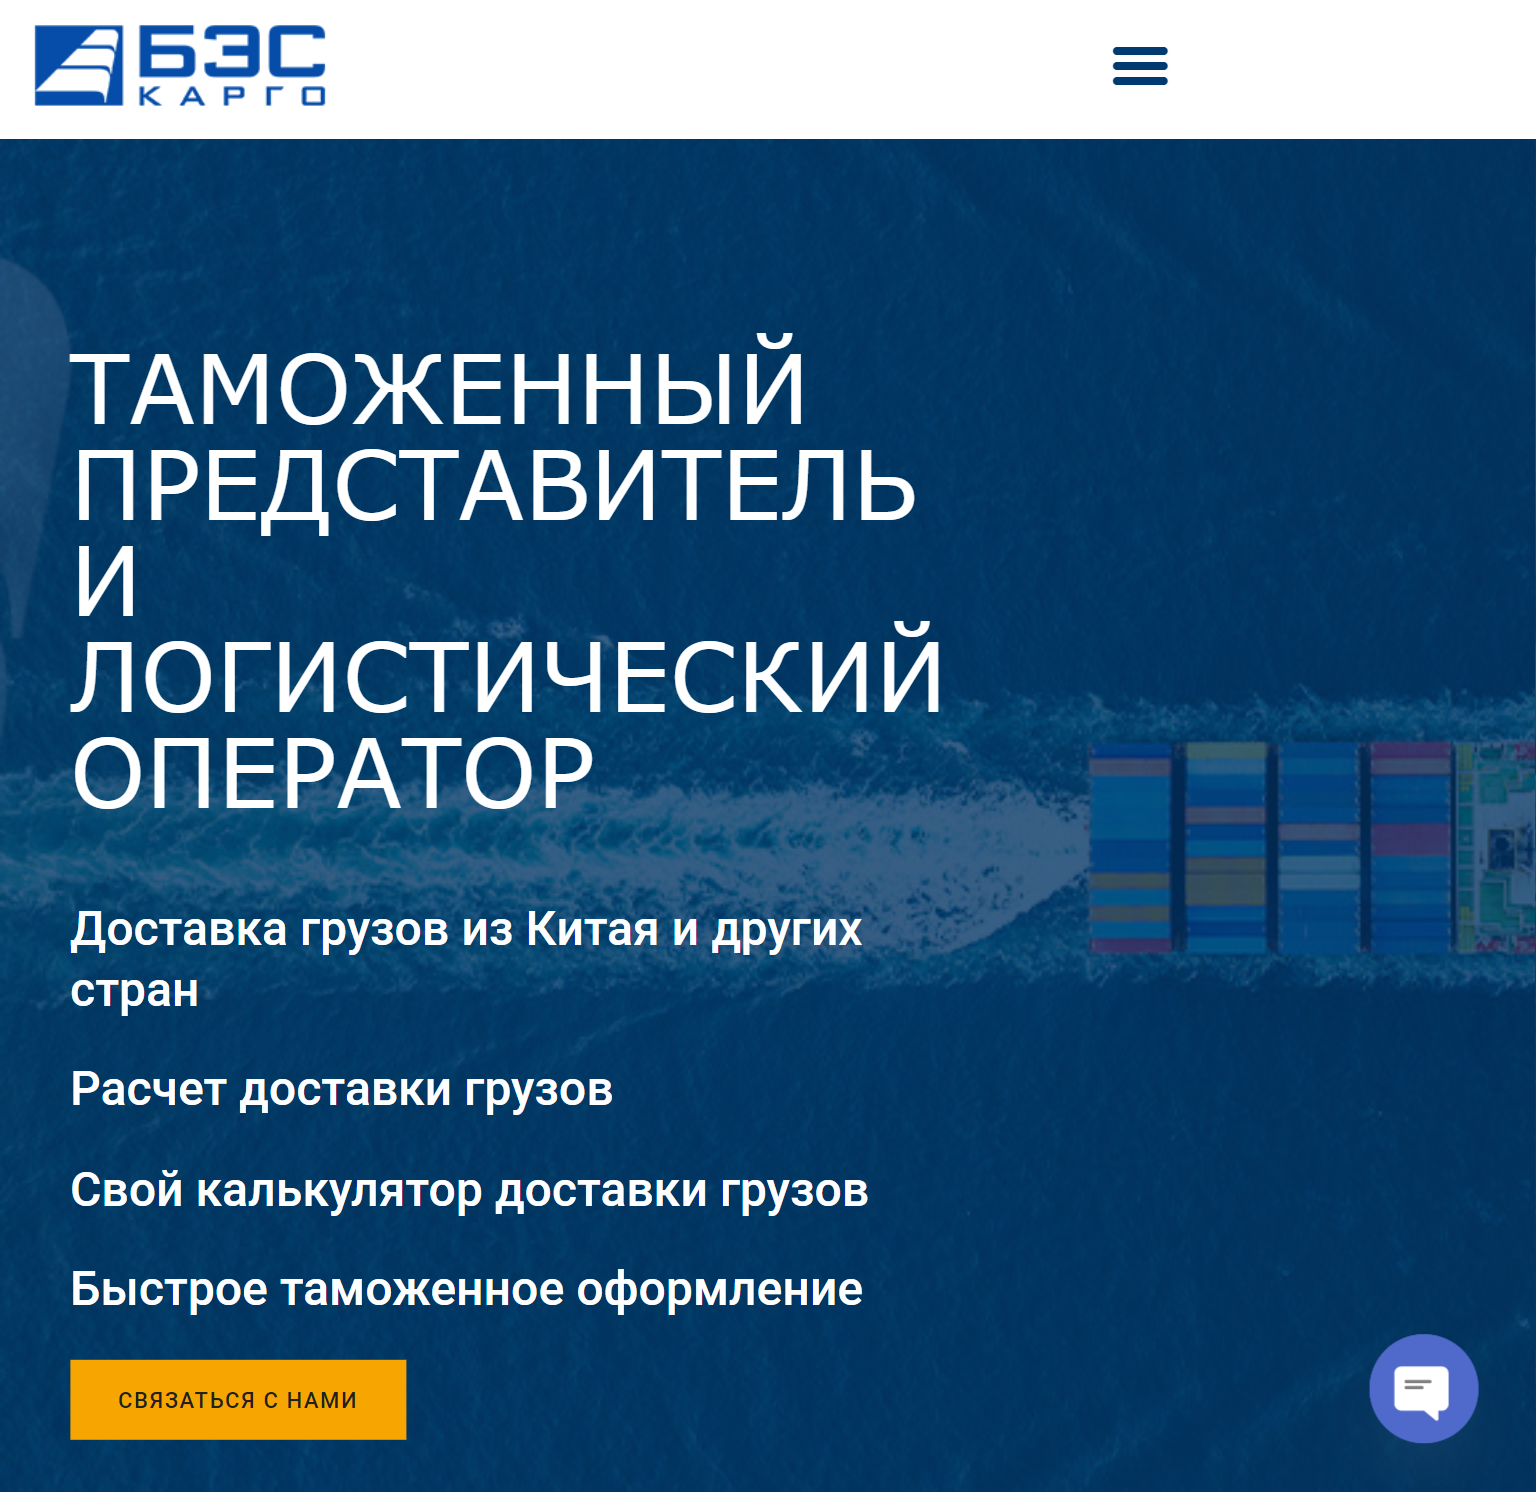 БЭС
КАРГО
ТАМОЖЕННЫЙ
ПРЕДСТАВИТЕЛЬ
И
ЛОГИСТИЧЕСКИЙ
ОПЕРАТОР
Доставка грузов из Китая и других
стран
Расчет доставки грузов
Свой калькулятор доставки грузов
Быстрое таможенное оформление
СВЯЗАТЬСЯ С НАМИ